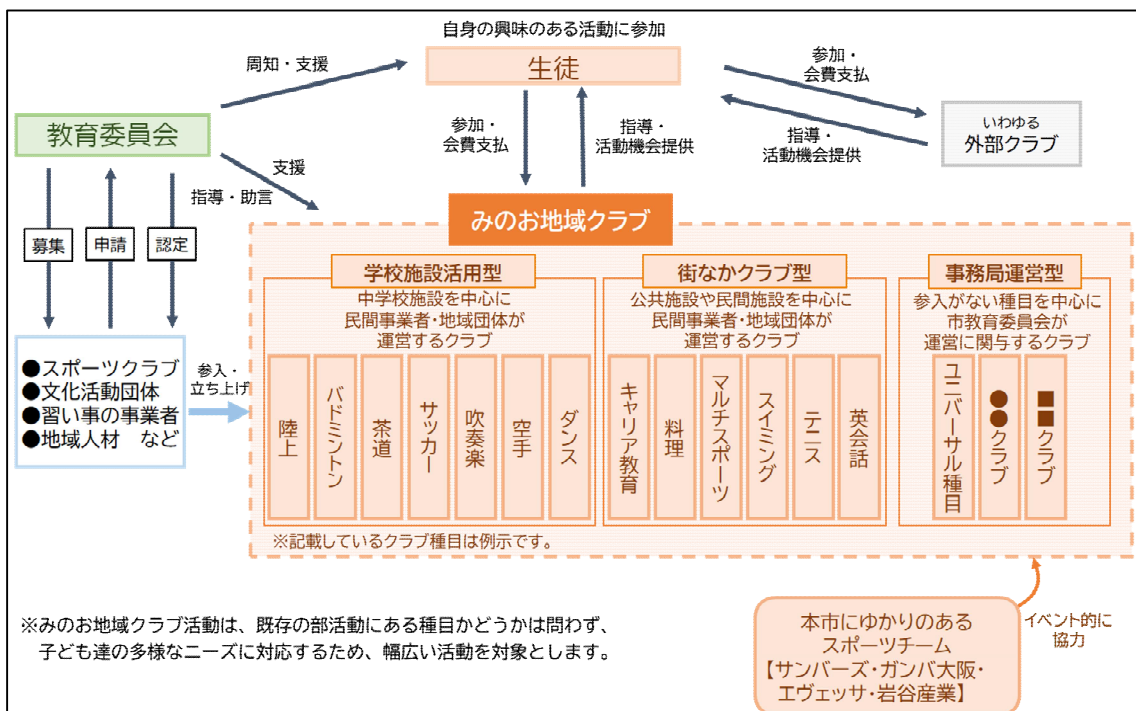 自身の興味のある活動に参加
生徒
周知・支援
参加・
会費支払
教育委員会
参加・
会費支払
指導・
活動機会提供
指導・
活動機会提供
いわゆる
外部クラブ
支援
指導・助言
募集
申請
認定
みのお地域クラブ
学校施設活用型
中学校施設を中心に
民間事業者・地域団体が
運営するクラブ
陸上
バドミントン
茶道
サッカー
吹奏楽
空手
ダンス
街なかクラブ型
公共施設や民間施設を中心に
民間事業者・地域団体が
運営するクラブ
キャリア教育
料理
マルチスポーツ
スイミング
テニス
英会話
事務局運営型
参入がない種目を中心に
市教育委員会が
運営に関与するクラブ
ユニバーサル種目
●●クラブ
■■クラブ
●スポーツクラブ
●文化活動団体
●習い事の事業者
●地域人材 など
参入・
立ち上げ
※記載しているクラブ種目は例示です。
※みのお地域クラブ活動は、既存の部活動にある種目かどうかは問わず、
子ども達の多様なニーズに対応するため、幅広い活動を対象とします。
本市にゆかりのある
スポーツチーム
【サンバーズ・ガンバ大阪・
エヴェッサ・岩谷産業】
イベント的に
協力